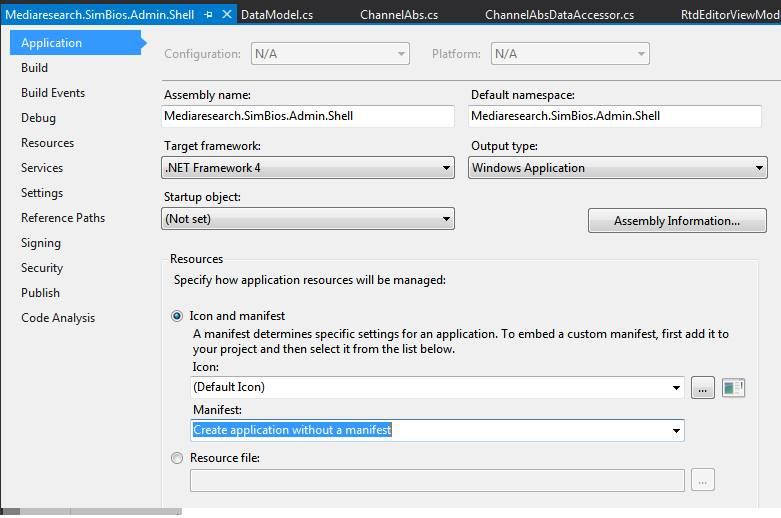 Mediaresearch.SimBios.Admin.Shell DataModel.cs ChannelAbs.cs ChannelAbsDataAccessor.cs RtdEditorViewMod
Application
Build
Build Events
Debug
Resources
Services
Settings
Reference Paths
Signing
Security
Publish
Code Analysis
Configuration: N/A Platform: N/A
Assembly name: Default namespace:
Mediaresearch.SimBios.Admin.Shell Mediaresearch.SimBios.Admin.Shell
Target framework: Output type:
.NET Framework 4 Windows Application
Startup object:
(Not set) Assembly Information...
Resources
Specify how application resources will be managed:
Icon and manifest
A manifest determines specific settings for an application. To embed a custom manifest, first add it to
your project and then select it from the list below.
Icon:
(Default Icon) ...
Manifest:
Create application without a manifest
Resource file:
...